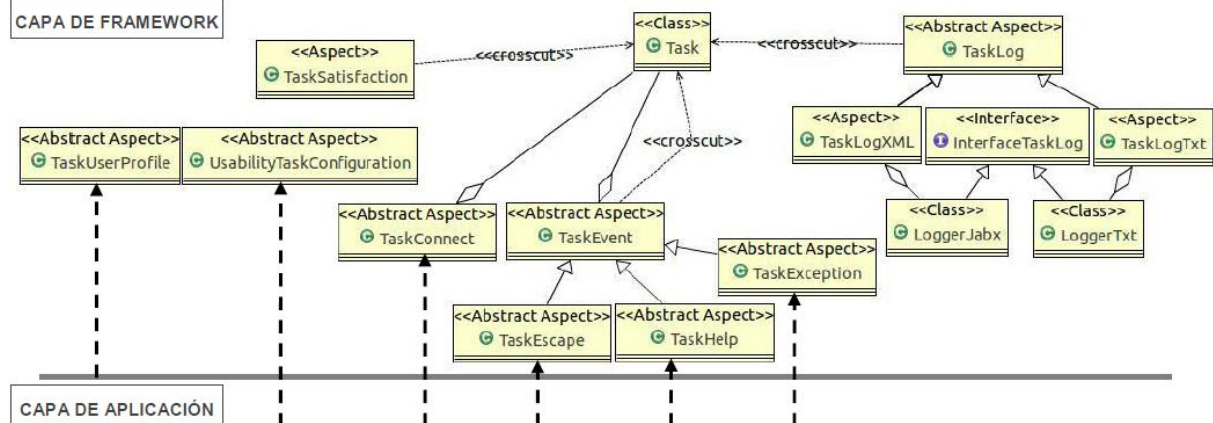 CAPA DE FRAMEWORK
<<Class>>
Task
<<Aspect>>
TaskSatisfaction
<<crosscut>>
<<crosscut>>
<<Abstract Aspect>>
TaskLog
<<Abstract Aspect>>
TaskUserProfile
<<Abstract Aspect>>
UsabilityTaskConfiguration
<<crosscut>>
<<Aspect>>
TaskLogXML
<<Interface>>
InterfaceTaskLog
<<Aspect>>
TaskLogTxt
<<Abstract Aspect>>
TaskConnect
<<Abstract Aspect>>
TaskEvent
<<Class>>
LoggerJabx
<<Class>>
LoggerTxt
<<Abstract Aspect>>
TaskException
<<Abstract Aspect>>
TaskEscape
<<Abstract Aspect>>
TaskHelp
CAPA DE APLICACIÓN